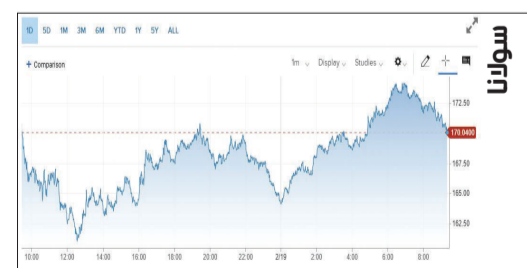 1D 5D 1M 3M 6M YTD 1Y 5Y ALL
سولانا
+ Comparison
1m Display Studies
172.50
170.0400
167.50
165.00
162.50
10:00 12:00 14:00 16:00 18:00 20:00 22:00 2/19 2:00 4:00 6:00 8:00